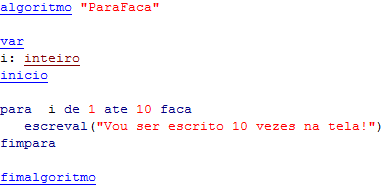 algoritmo "ParaFaca"
var
i: inteiro
inicio
para  i de 1 ate 10 faca
   escreval("Vou ser escrito 10 vezes na tela!")
fimpara
fimalgoritmo